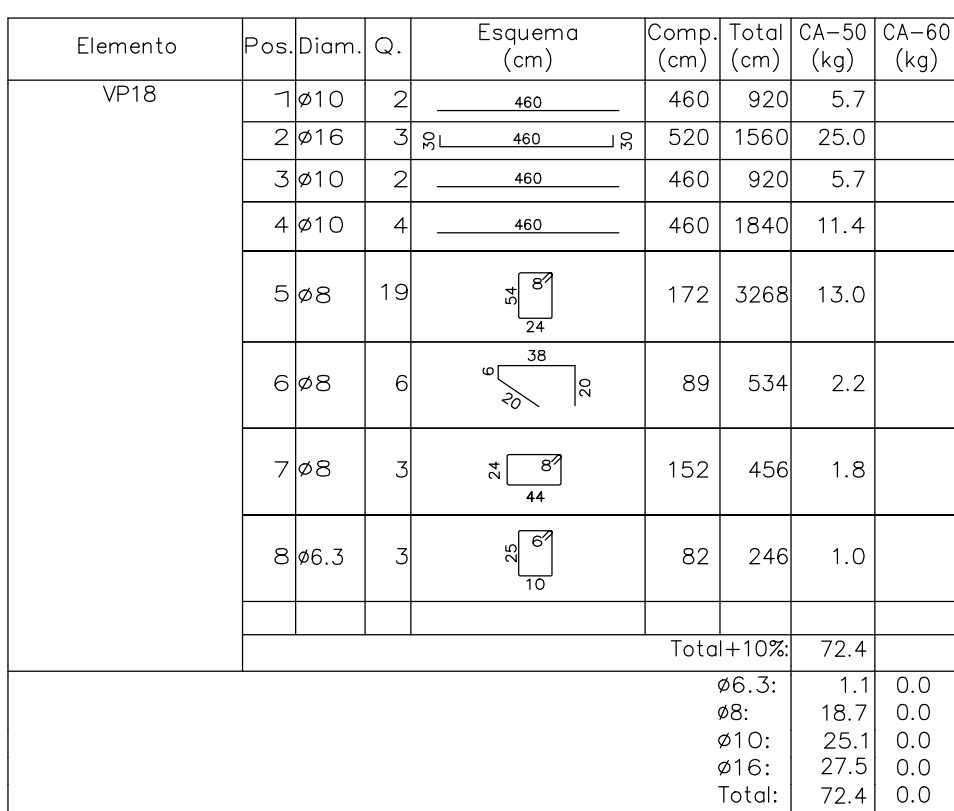 Elemento Pos. Diam. Q. Esquema (cm) Comp. (cm) Total (cm) CA-50 (kg) CA-60 (kg)
VP18 1 ø10 2 460 460 920 5.7
2 ø16 3 30 460 30 520 1560 25.0
3 ø10 2 460 460 920 5.7
4 ø10 4 460 460 1840 11.4
5 ø8 19 54 8 24 172 3268 13.0
6 ø8 6 6 38 20 20 89 534 2.2
7 ø8 3 24 8 44 152 456 1.8
8 ø6.3 3 25 6 10 82 246 1.0
Total+10%: 72.4
ø6.3: 1.1 0.0
ø8: 18.7 0.0
ø10: 25.1 0.0
ø16: 27.5 0.0
Total: 72.4 0.0